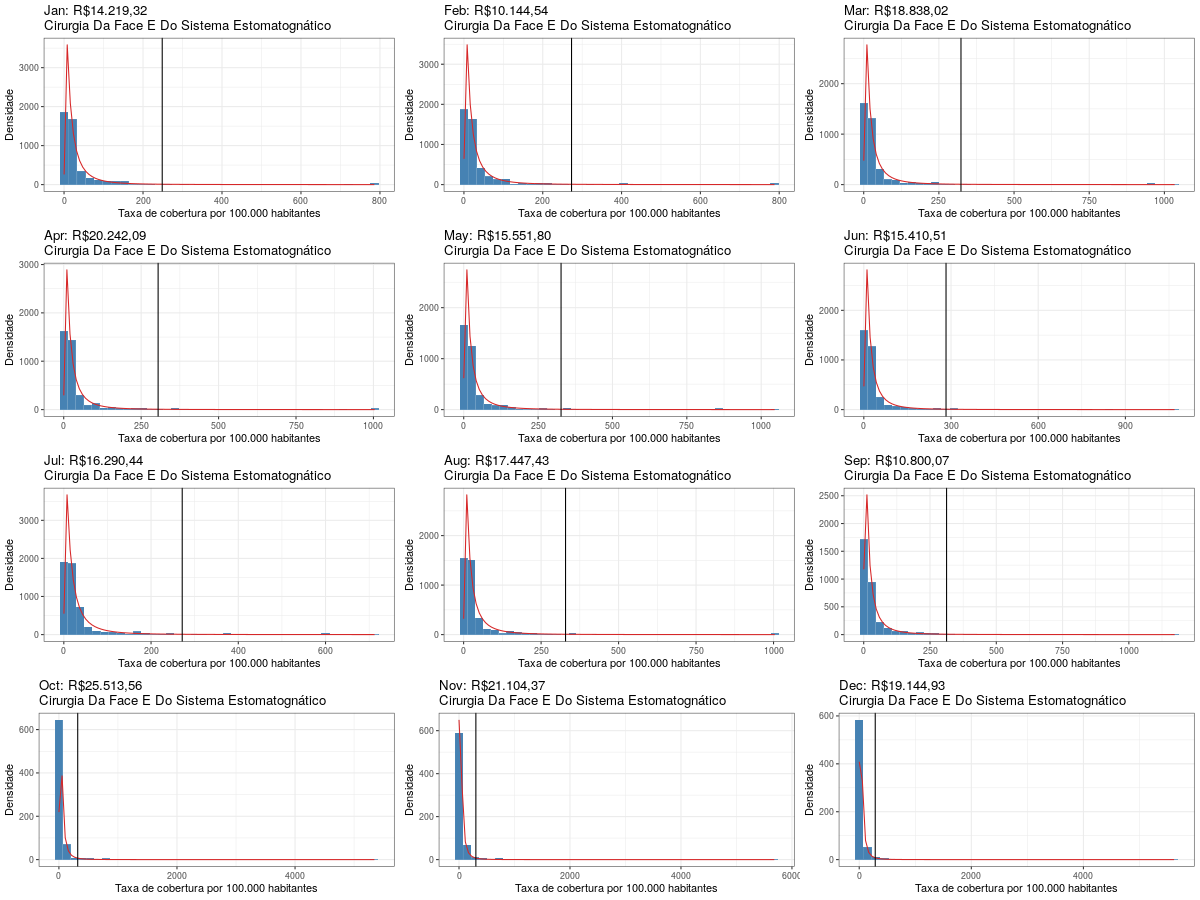 Jan: R$14.219,32
Cirurgia Da Face E Do Sistema Estomatognático
Densidade
3000
2000
1000
0
0 200 400 600 800
Taxa de cobertura por 100.000 habitantes
Feb: R$10.144,54
Cirurgia Da Face E Do Sistema Estomatognático
Densidade
3000
2000
1000
0
0 200 400 600 800
Taxa de cobertura por 100.000 habitantes
Mar: R$18.838,02
Cirurgia Da Face E Do Sistema Estomatognático
Densidade
2000
1000
0
0 250 500 750 1000
Taxa de cobertura por 100.000 habitantes
Apr: R$20.242,09
Cirurgia Da Face E Do Sistema Estomatognático
Densidade
3000
2000
1000
0
0 250 500 750 1000
Taxa de cobertura por 100.000 habitantes
May: R$15.551,80
Cirurgia Da Face E Do Sistema Estomatognático
Densidade
2000
1000
0
0 250 500 750 1000
Taxa de cobertura por 100.000 habitantes
Jun: R$15.410,51
Cirurgia Da Face E Do Sistema Estomatognático
Densidade
2000
1000
0
0 300 600 900
Taxa de cobertura por 100.000 habitantes
Jul: R$16.290,44
Cirurgia Da Face E Do Sistema Estomatognático
Densidade
3000
2000
1000
0
0 200 400 600
Taxa de cobertura por 100.000 habitantes
Aug: R$17.447,43
Cirurgia Da Face E Do Sistema Estomatognático
Densidade
2000
1000
0
0 250 500 750 1000
Taxa de cobertura por 100.000 habitantes
Sep: R$10.800,07
Cirurgia Da Face E Do Sistema Estomatognático
Densidade
2500
2000
1500
1000
500
0
0 250 500 750 1000
Taxa de cobertura por 100.000 habitantes
Oct: R$25.513,56
Cirurgia Da Face E Do Sistema Estomatognático
Densidade
600
400
200
0
0 2000 4000
Taxa de cobertura por 100.000 habitantes
Nov: R$21.104,37
Cirurgia Da Face E Do Sistema Estomatognático
Densidade
600
400
200
0
0 2000 4000 6000
Taxa de cobertura por 100.000 habitantes
Dec: R$19.144,93
Cirurgia Da Face E Do Sistema Estomatognático
Densidade
600
400
200
0
0 2000 4000
Taxa de cobertura por 100.000 habitantes